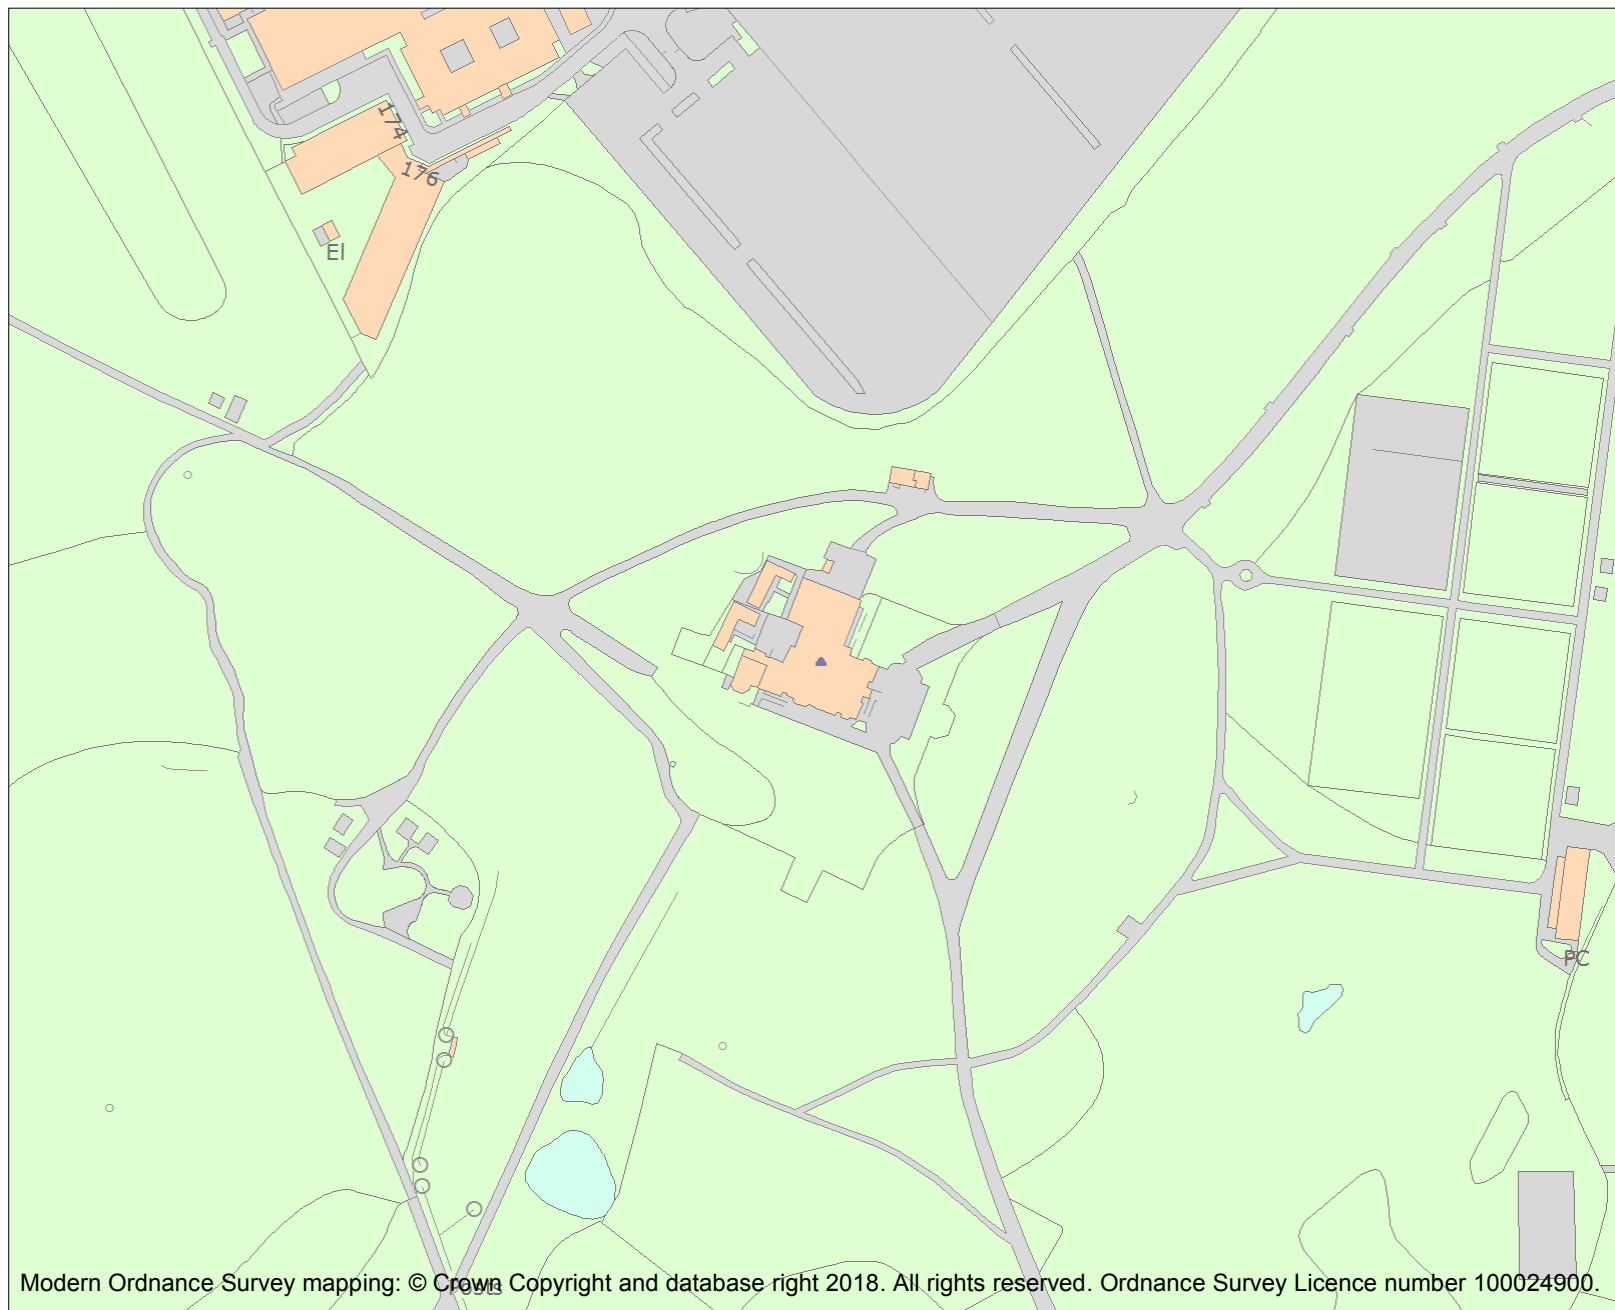 174
176
El
PC
Posts
Modern Ordnance Survey mapping: © Crown Copyright and database right 2018. All rights reserved. Ordnance Survey Licence number 100024900.